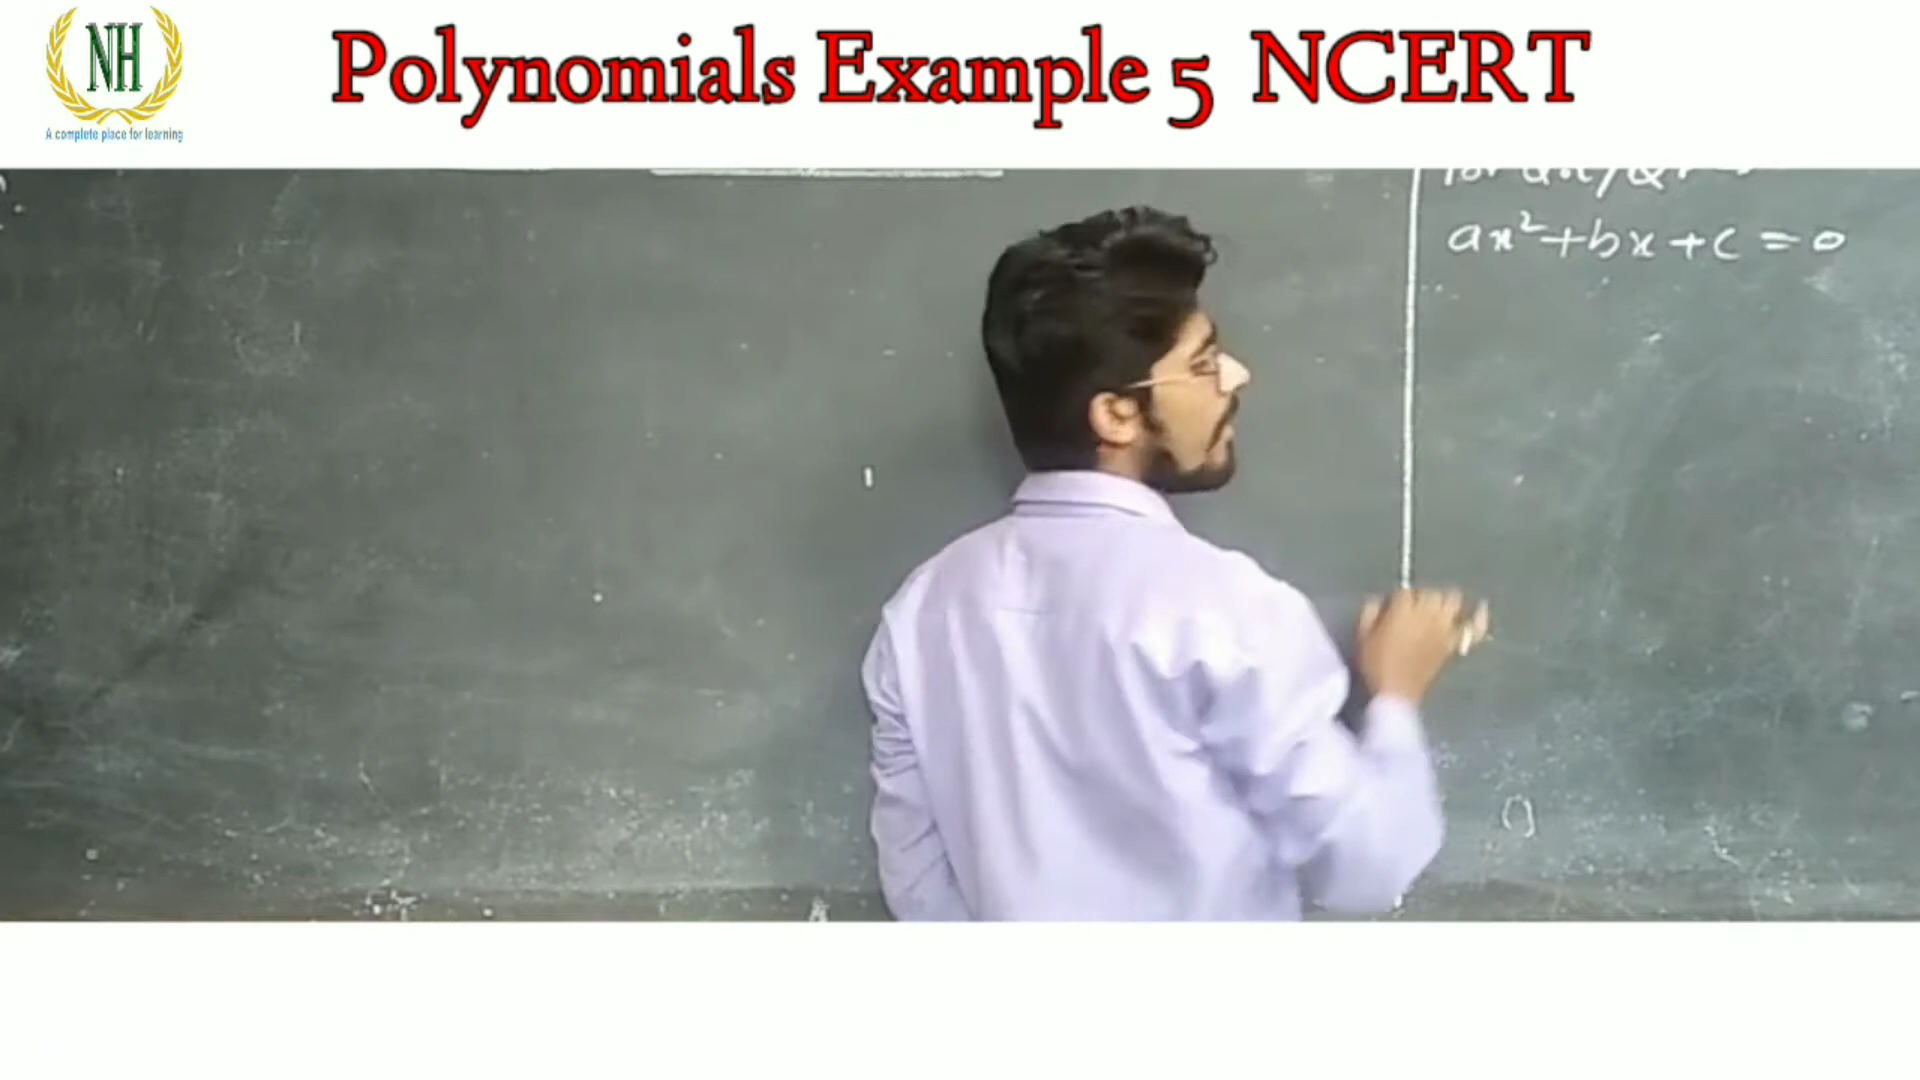 NH
A complete place for learning
Polynomials Example 5 NCERT
ax²+bx+c=0